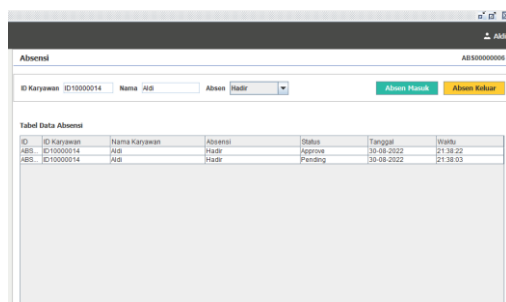 Aldi
Absensi ABS00000006
ID Karyawan ID10000014 Nama Aldi Absen Hadir Absen Masuk Absen Keluar
Tabel Data Absensi
ID ID Karyawan Nama Karyawan Absensi Status Tanggal Waktu
ABS... ID10000014 Aldi Hadir Approve 30-08-2022 21:38:22
ABS... ID10000014 Aldi Hadir Pending 30-08-2022 21:38:03